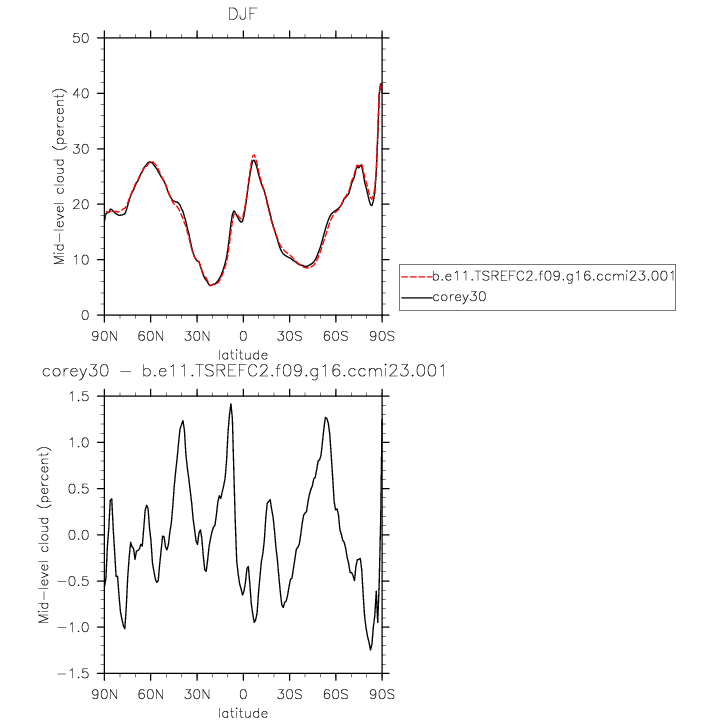 DJF
50
40
30
20
10
0
Mid-level cloud (percent)
90N 60N 30N 0 30S 60S 90S
latitude
b.e11.TSREFC2.f09.g16.ccmi23.001
corey30
corey30 - b.e11.TSREFC2.f09.g16.ccmi23.001
1.5
1.0
0.5
0.0
-0.5
-1.0
-1.5
Mid-level cloud (percent)
90N 60N 30N 0 30S 60S 90S
latitude